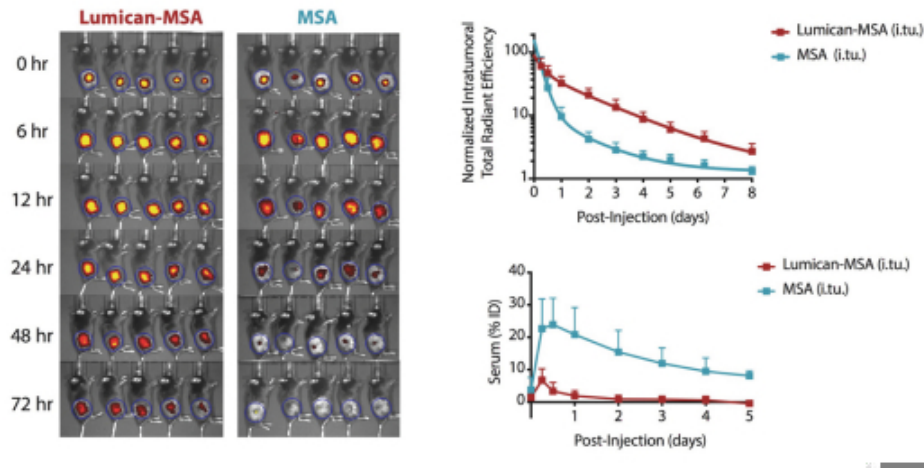 Lumican-MSA
MSA
0 hr
6 hr
12 hr
24 hr
48 hr
72 hr
Normalized Intratumoral
Total Radiant Efficiency
100
10
1
0 1 2 3 4 5 6 7 8
Post-Injection (days)
Lumican-MSA (i.tu.)
MSA (i.tu.)
Serum (% ID)
40
30
20
10
0
1 2 3 4 5
Post-Injection (days)
Lumican-MSA (i.tu.)
MSA (i.tu.)